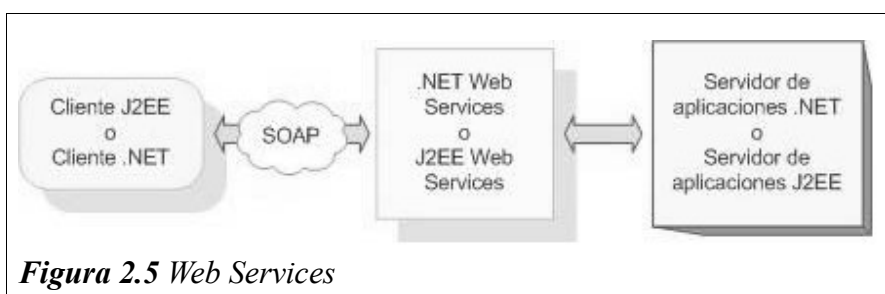 Cliente J2EE
o
Cliente .NET
SOAP
.NET Web
Services
o
J2EE Web
Services
Servidor de
aplicaciones .NET
o
Servidor de
aplicaciones J2EE
Figura 2.5 Web Services